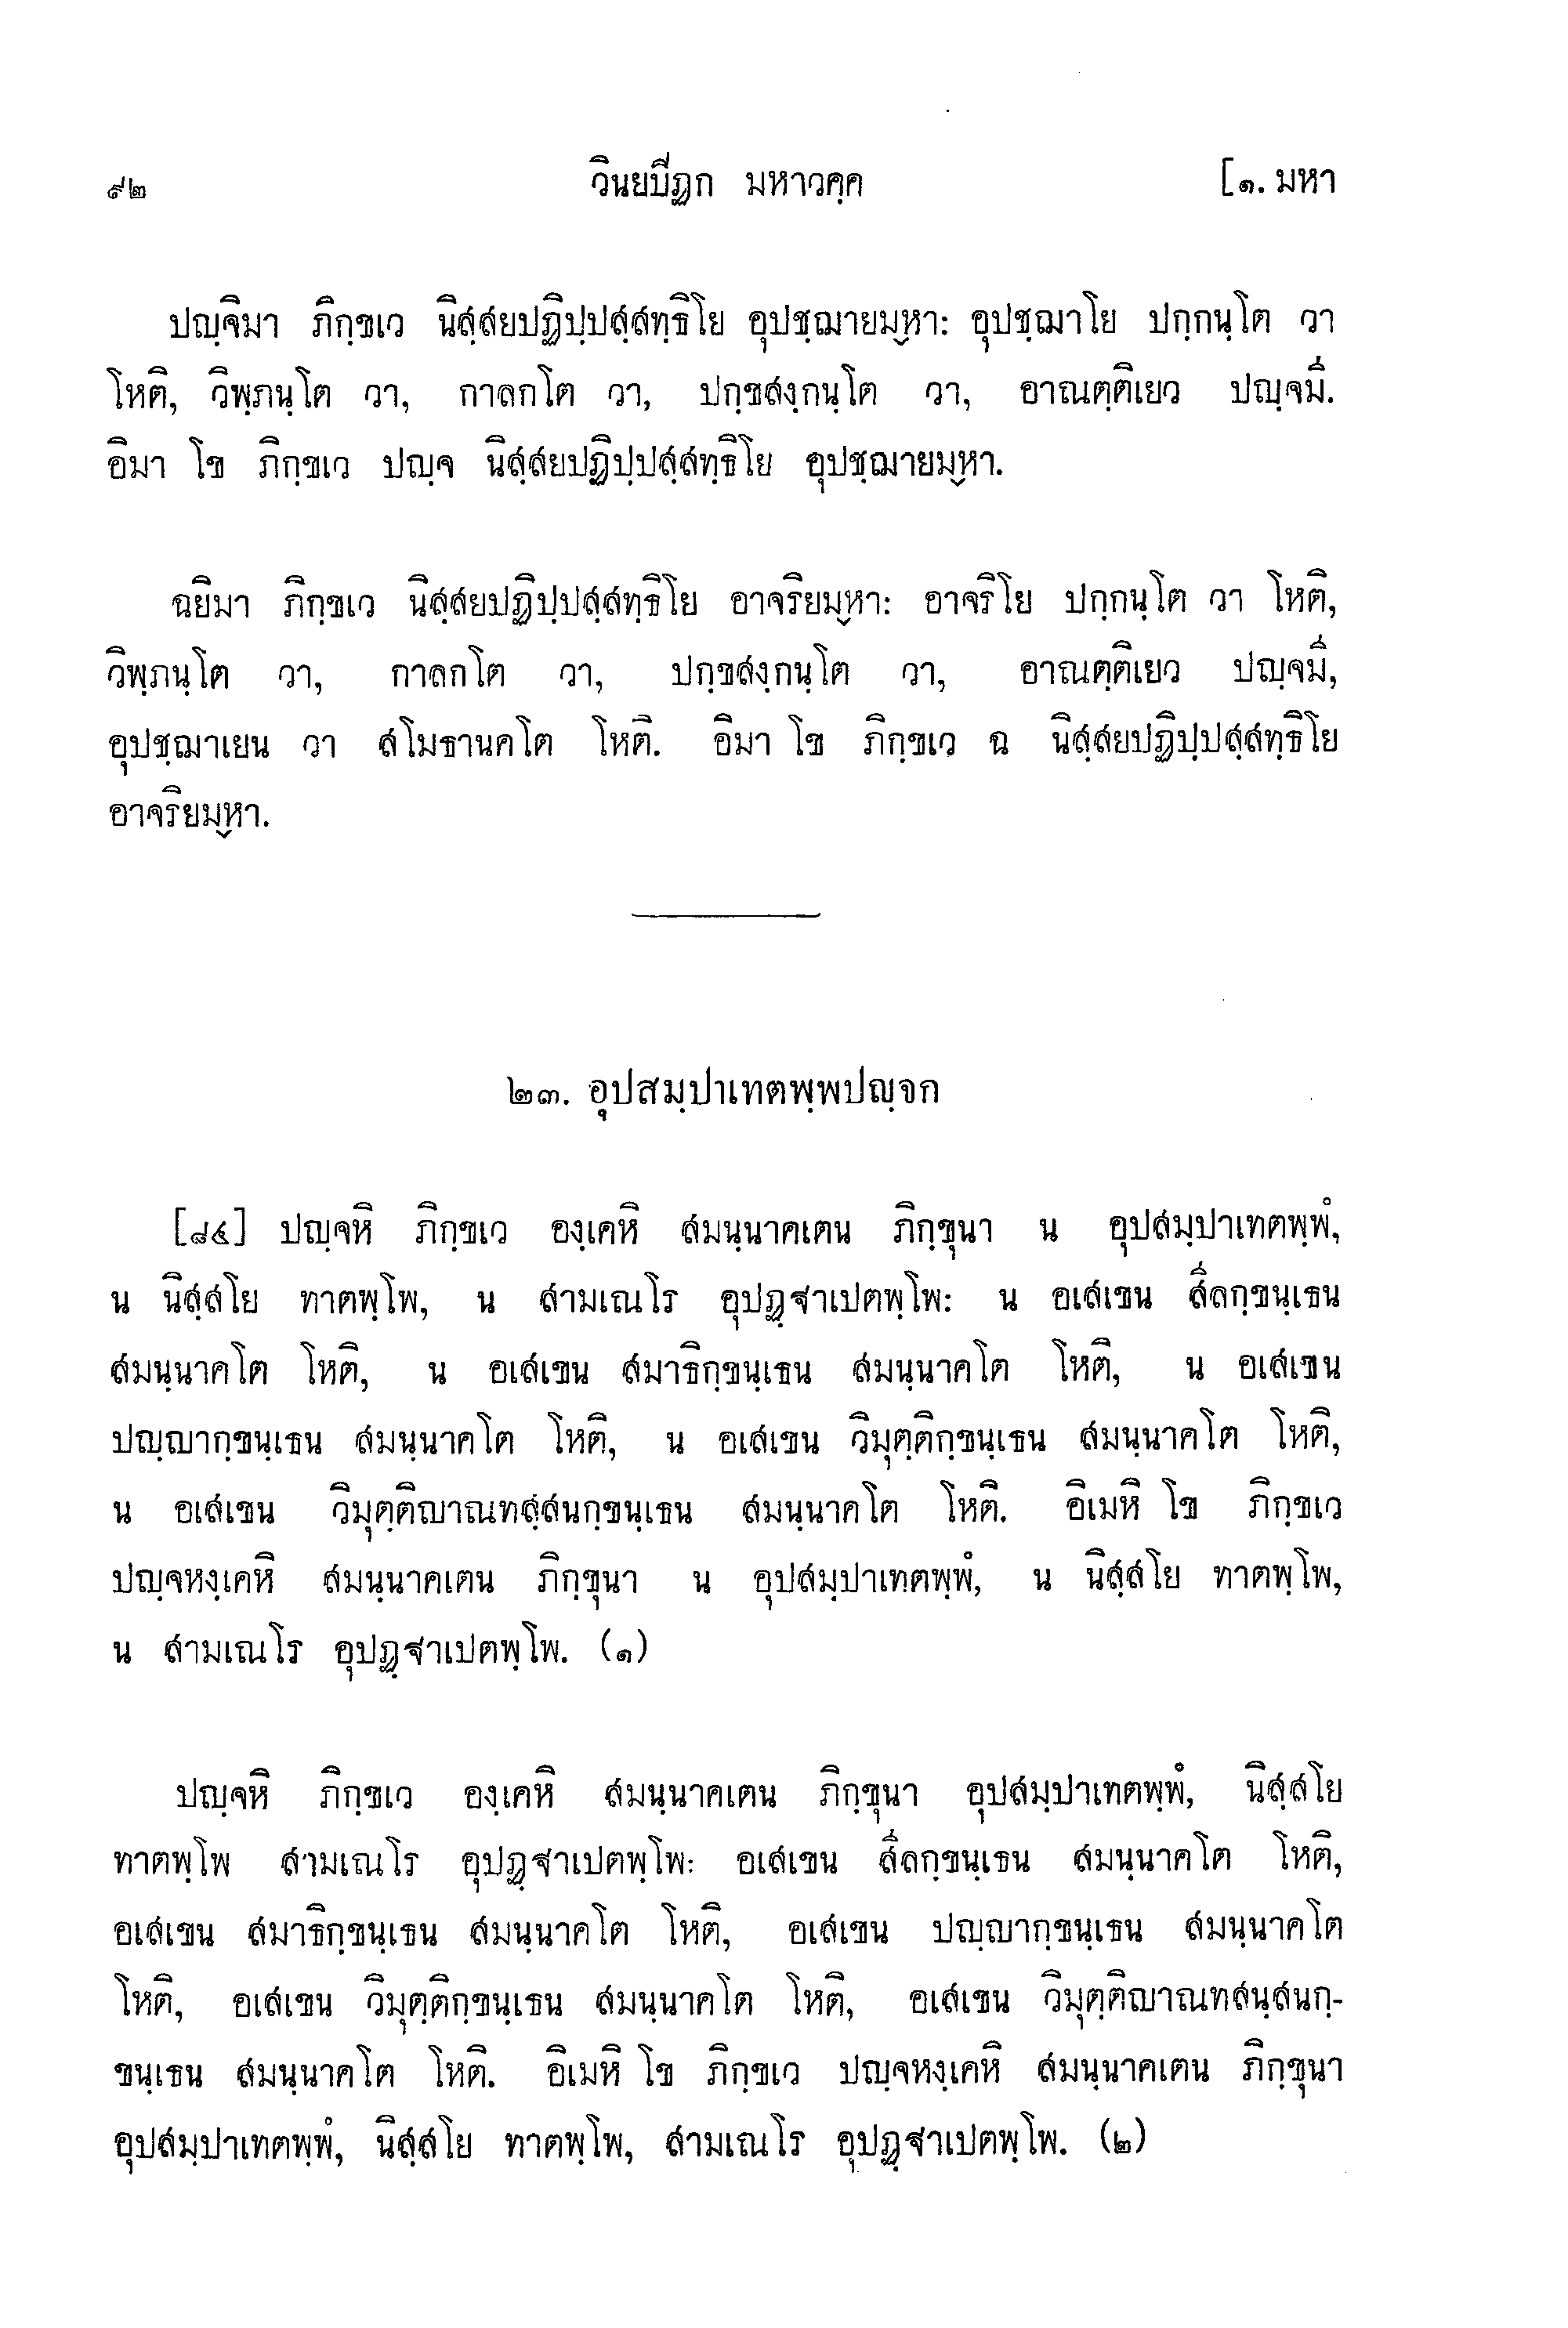 ๙๒ วินยปีฏก มหาวคฺค [๑. มหา
ปญฺจิมา ภิกฺขเว นิสฺสยปฏิปฺปสฺสทฺธิโย อุปชฺฌายมฺหา: อุปชฺฌาโย ปกฺกนฺโต วา
โหติ, วิพฺภนฺโต วา, กาลกโต วา, ปกฺขสงฺกนฺโต วา, อาณตฺติเยว ปญฺจมี.
อิมา โข ภิกฺขเว ปญฺจ นิสฺสยปฏิปฺปสฺสทฺธิโย อุปชฺฌายมฺหา.
ฉยิมา ภิกฺขเว นิสฺสยปฏิปฺปสฺสทฺธิโย อาจริยมฺหา: อาจริโย ปกฺกนฺโต วา โหติ,
วิพฺภนฺโต วา, กาลกโต วา, ปกฺขสงฺกนฺโต วา, อาณตฺติเยว ปญฺจมี,
อุปชฺฌาเยน วา สโมธานคโต โหติ. อิมา โข ภิกฺขเว ฉ นิสฺสยปฏิปฺปสฺสทฺธิโย
อาจริยมฺหา.
๒๓. อุปสมฺปาเทตพฺพปญฺจก
[๘๔] ปญฺจหิ ภิกฺขเว องฺเคหิ สมนฺนาคเตน ภิกฺขุนา น อุปสมฺปาเทตพฺพํ,
น นิสฺสโย ทาตพฺโพ, น สามเณโร อุปฏฺฐาเปตพฺโพ: น อเสเขน สีลกฺขนฺเธน
สมนฺนาคโต โหติ, น อเสเขน สมาธิกฺขนฺเธน สมนฺนาคโต โหติ, น อเสเขน
ปญฺญากฺขนฺเธน สมนฺนาคโต โหติ, น อเสเขน วิมุตฺติกฺขนฺเธน สมนฺนาคโต โหติ,
น อเสเขน วิมุตฺติญาณทสฺสนกฺขนฺเธน สมนฺนาคโต โหติ. อิเมหิ โข ภิกฺขเว
ปญฺจหงฺเคหิ สมนฺนาคเตน ภิกฺขุนา น อุปสมฺปาเทตพฺพํ, น นิสฺสโย ทาตพฺโพ,
น สามเณโร อุปฏฺฐาเปตพฺโพ. (๑)
ปญฺจหิ ภิกฺขเว องฺเคหิ สมนฺนาคเตน ภิกฺขุนา อุปสมฺปาเทตพฺพํ, นิสฺสโย
ทาตพฺโพ สามเณโร อุปฏฺฐาเปตพฺโพ: อเสเขน สีลกฺขนฺเธน สมนฺนาคโต โหติ,
อเสเขน สมาธิกฺขนฺเธน สมนฺนาคโต โหติ, อเสเขน ปญฺญากฺขนฺเธน สมนฺนาคโต
โหติ, อเสเขน วิมุตฺติกฺขนฺเธน สมนฺนาคโต โหติ, อเสเขน วิมุตฺติญาณทสนฺสนกฺ-
ขนฺเธน สมนฺนาคโต โหติ. อิเมหิ โข ภิกฺขเว ปญฺจหงฺเคหิ สมนฺนาคเตน ภิกฺขุนา
อุปสมฺปาเทตพฺพํ, นิสฺสโย ทาตพฺโพ, สามเณโร อุปฏฺฐาเปตพฺโพ. (๒)